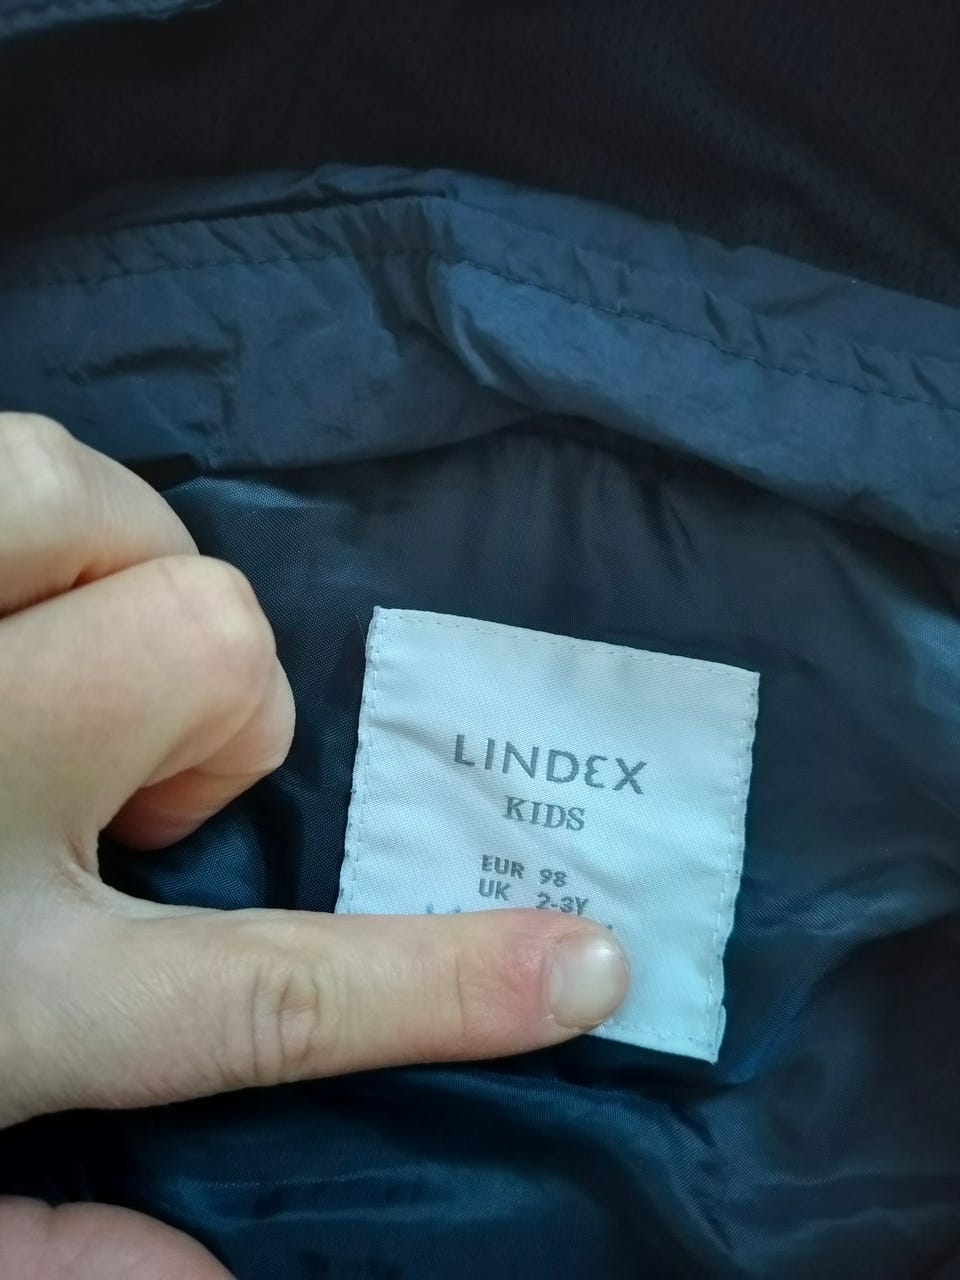 LINDEX
KIDS
EUR 98
UK 2-3Y